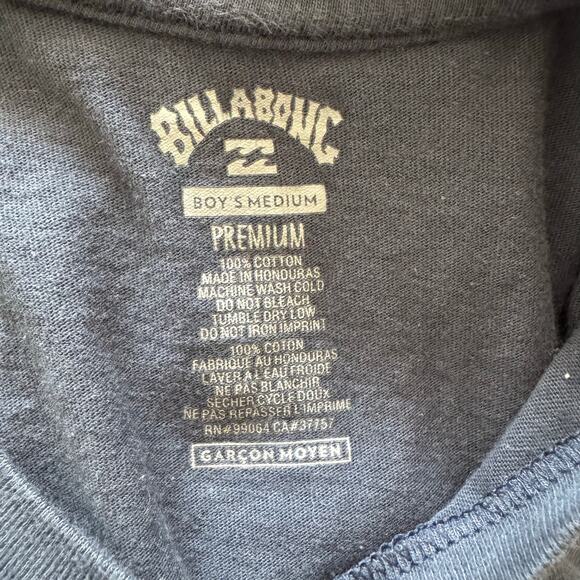 BILLABONG
BOY'S MEDIUM
PREMIUM
100% COTTON
MADE IN HONDURAS
MACHINE WASH COLD
DO NOT BLEACH
TUMBLE DRY LOW
DO NOT IRON IMPRINT
100% COTON
FABRIQUE AU HONDURAS
LAVER A L'EAU FROIDE
NE PAS BLANCHIR
SECHER CYCLE DOUX
NE PAS REPASSER L'IMPRIME
RN#99064 CA#37757
GARÇON MOYEN